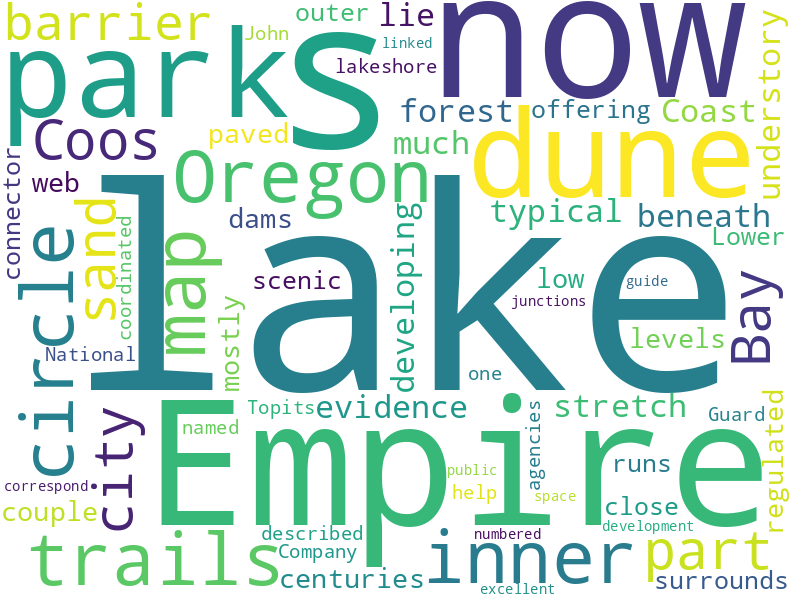 barrier
outer
lie
now
John
linked
parks
lakeshore
s
forest
offering
Coast
understory
Coos
paved
much
dune
connector
web
Oregon
typical
beneath
dams
Lower
sand
coordinated
map
circle
lake
developing
scenic
low
guide
junctions
Bay
levels
National
mostly
one
city
Topits
evidence
stretch
Guard
regulated
named
Empire
agencies
runs
public
correspond
help
space
close
couple
numbered
development
described
trails
Company
inner
part
centuries
excellent
surrounds